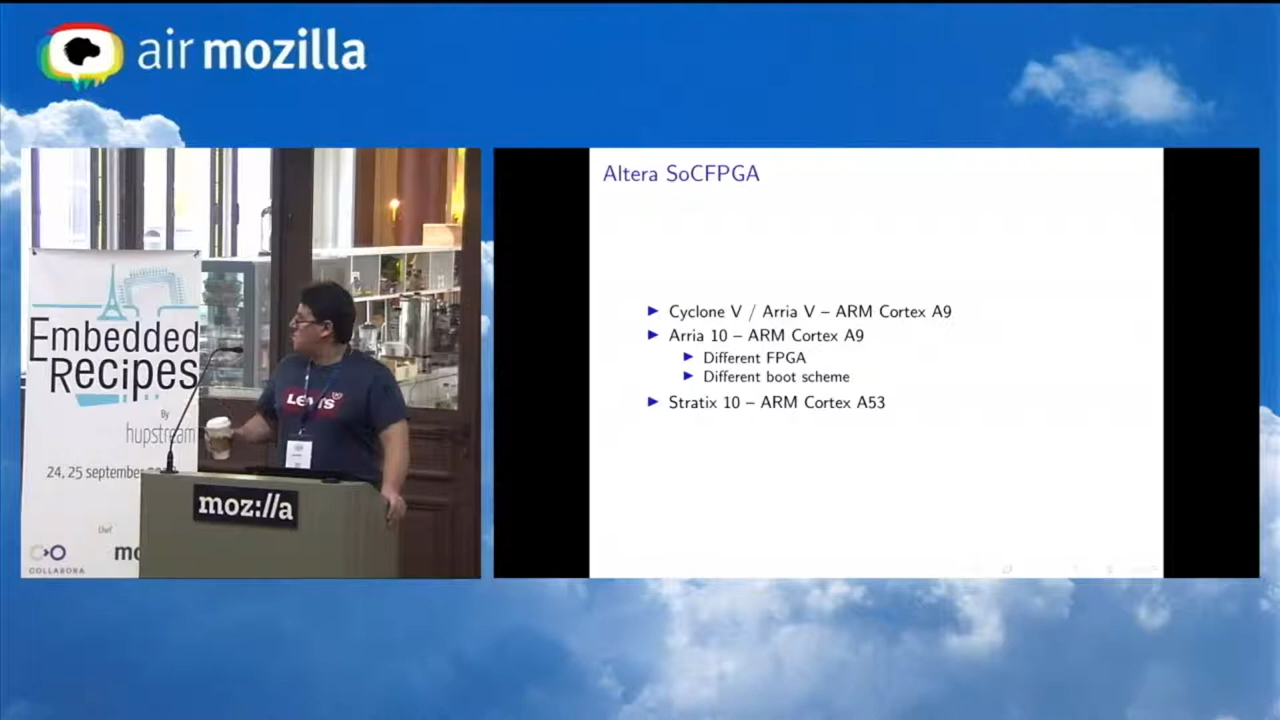 air mozilla
Embedded
Recipes
By
hupstream
24, 25 september
COLLABORA
moz://a
LEVI'S
Altera SoCFPGA
Cyclone V / Arria V – ARM Cortex A9
Arria 10 – ARM Cortex A9
Different FPGA
Different boot scheme
Stratix 10 – ARM Cortex A53